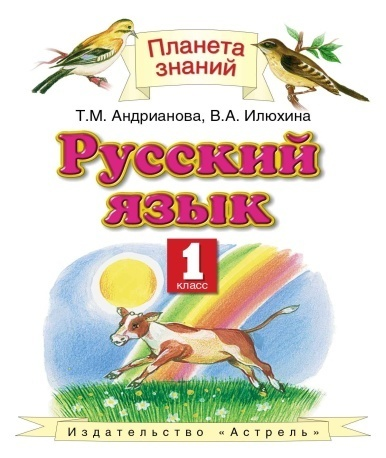 Планета
знаний
Т.М. Андрианова, В.А. Илюхина
Русский
язык
1
класс
Издательство «Астрель»